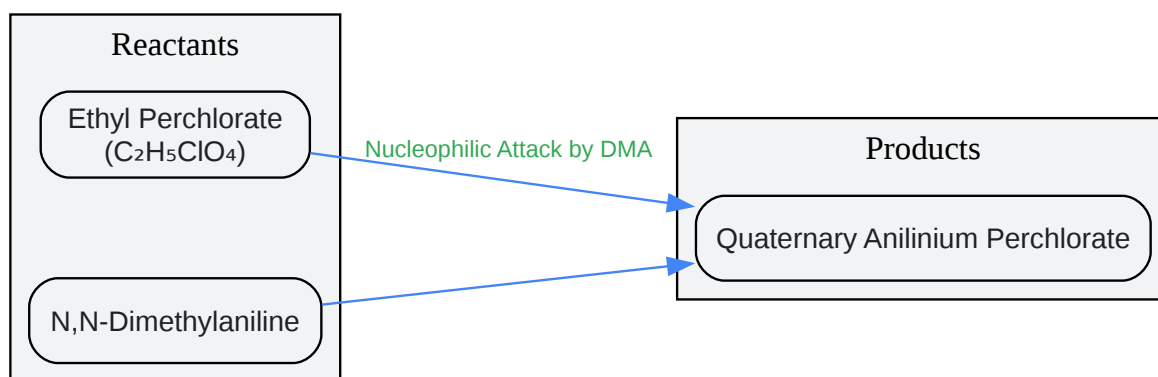 Reactants
Ethyl Perchlorate
(C₂H₅ClO₄)
Nucleophilic Attack by DMA
N,N-Dimethylaniline
Products
Quaternary Anilinium Perchlorate